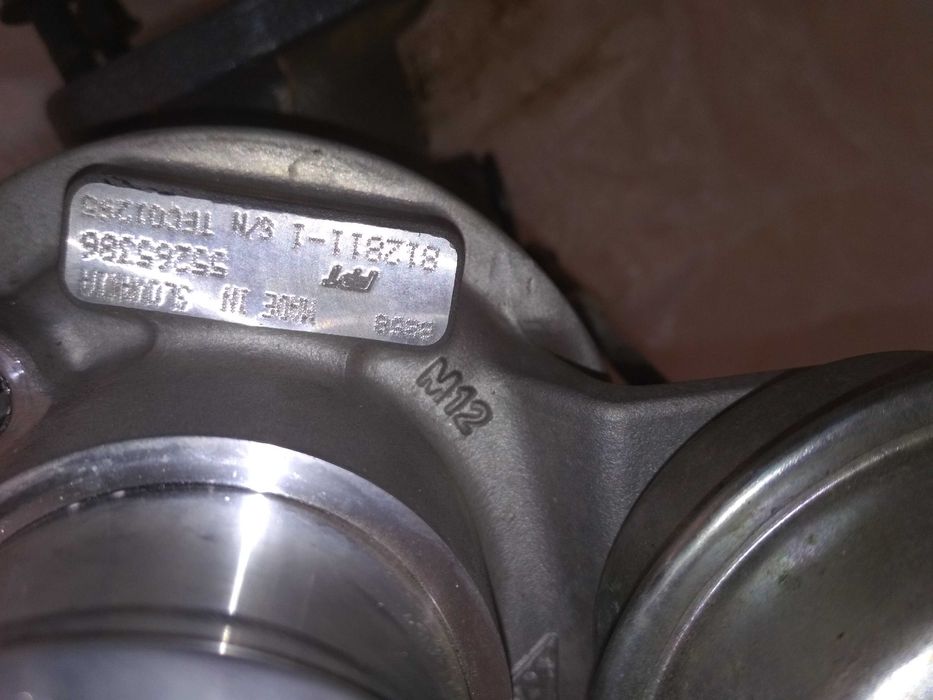 MADE IN SLOVAKIA
FPT 55265386
812811-1 S/N
M12